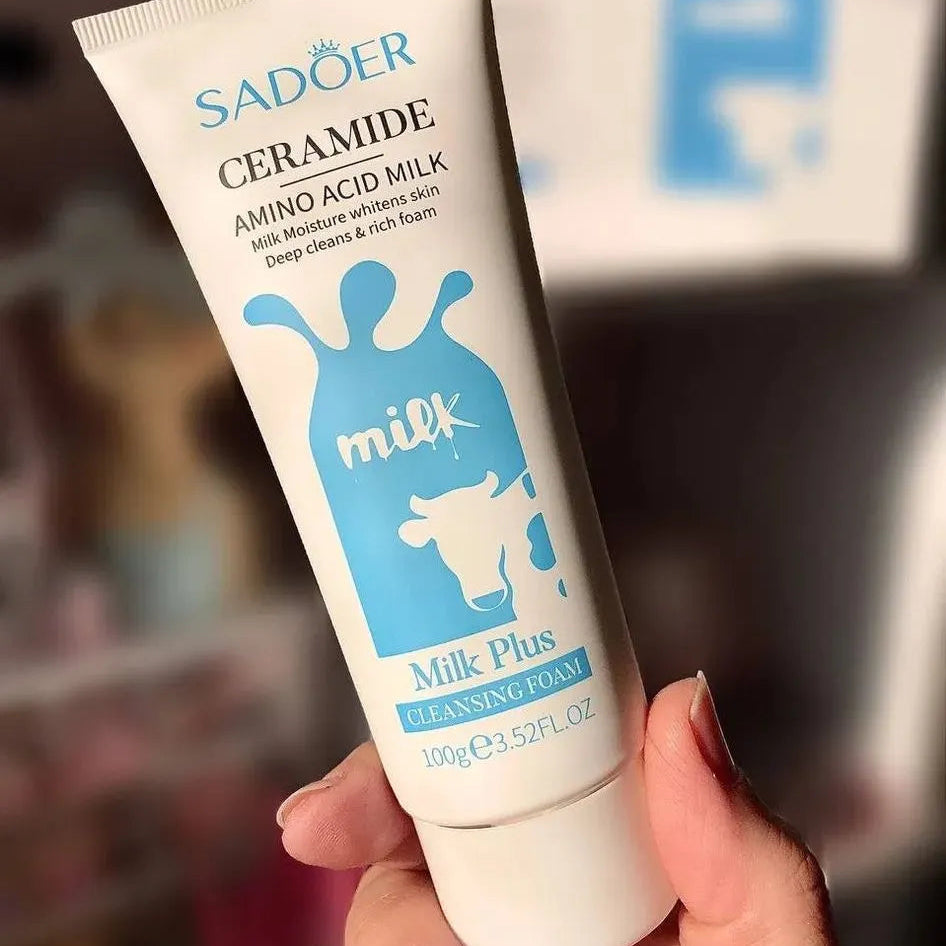 SADOER
CERAMIDE
AMINO ACID MILK
Milk Moisture whitens skin
Deep cleans & rich foam
milk
Milk Plus
CLEANSING FOAM
100g℮3.52FL.OZ